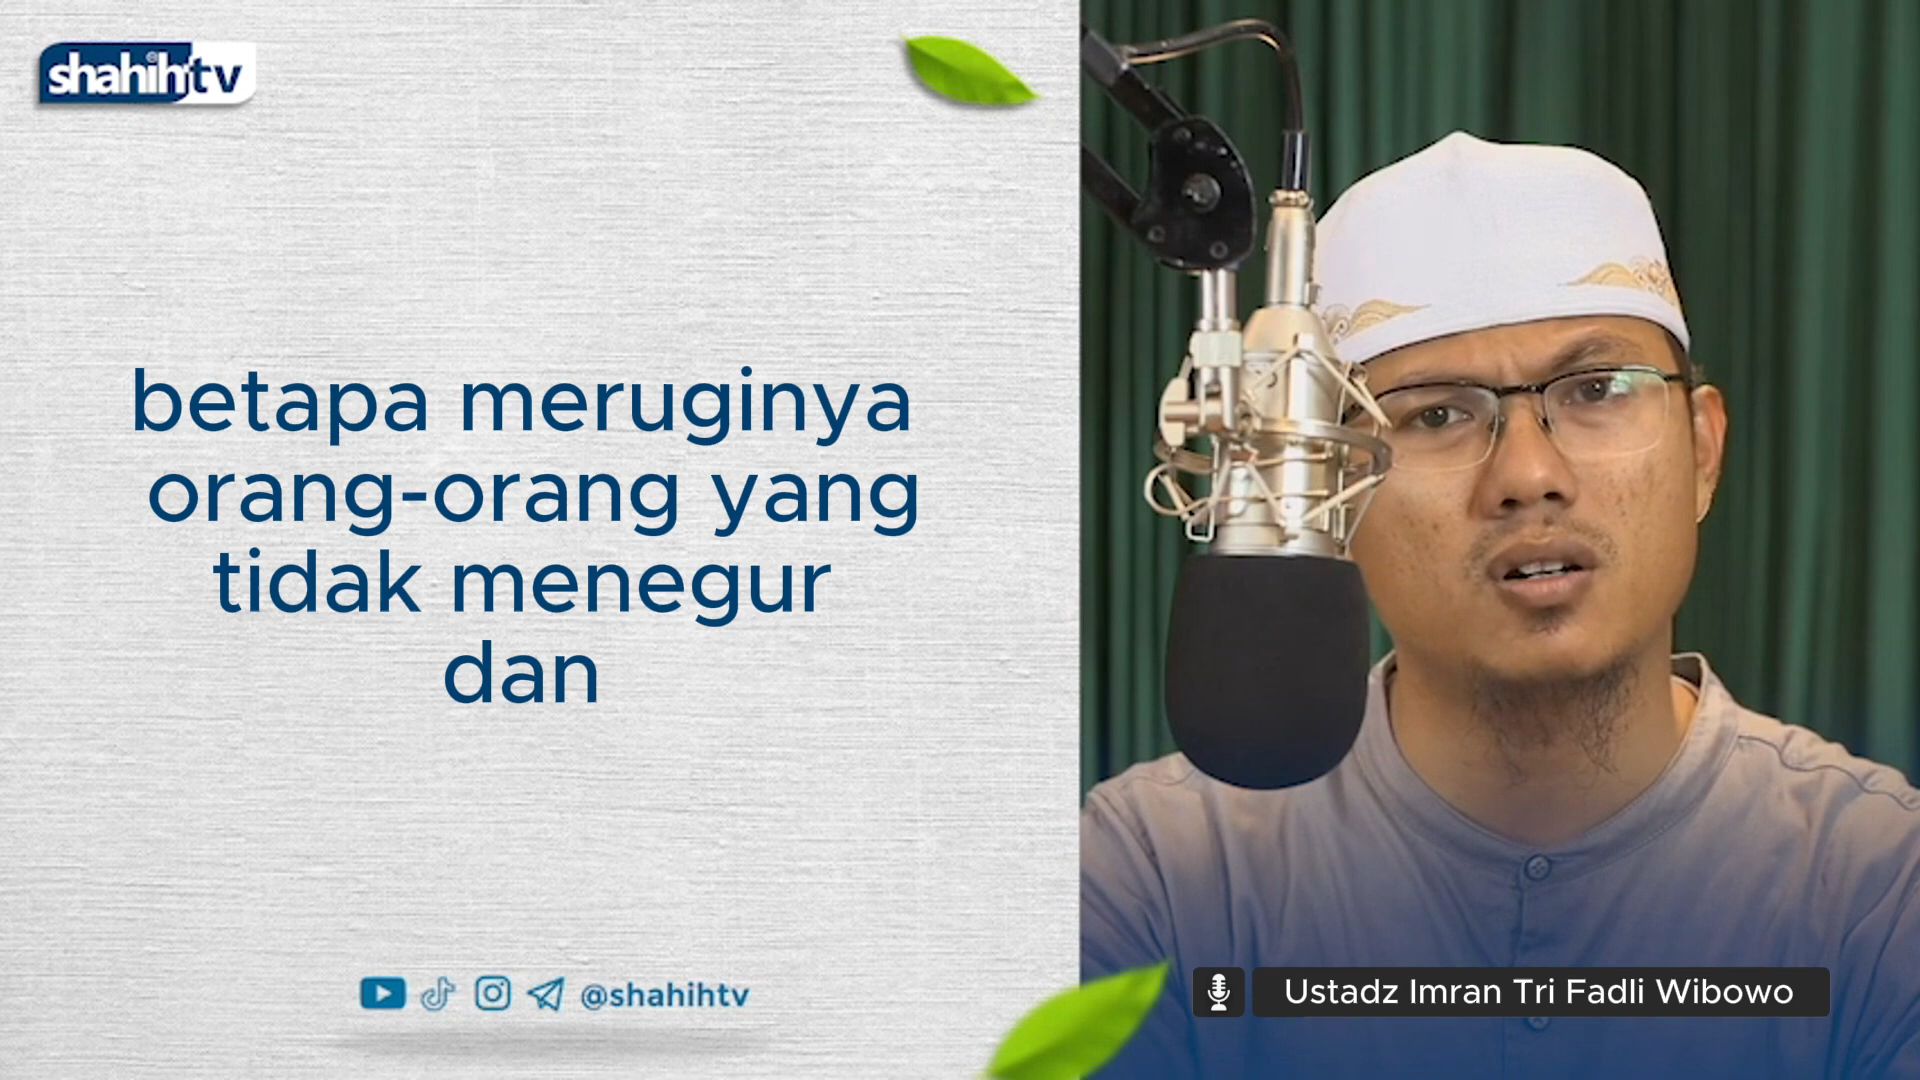 shahihtv
betapa meruginya
orang-orang yang
tidak menegur
dan
@shahihtv
Ustadz Imran Tri Fadli Wibowo